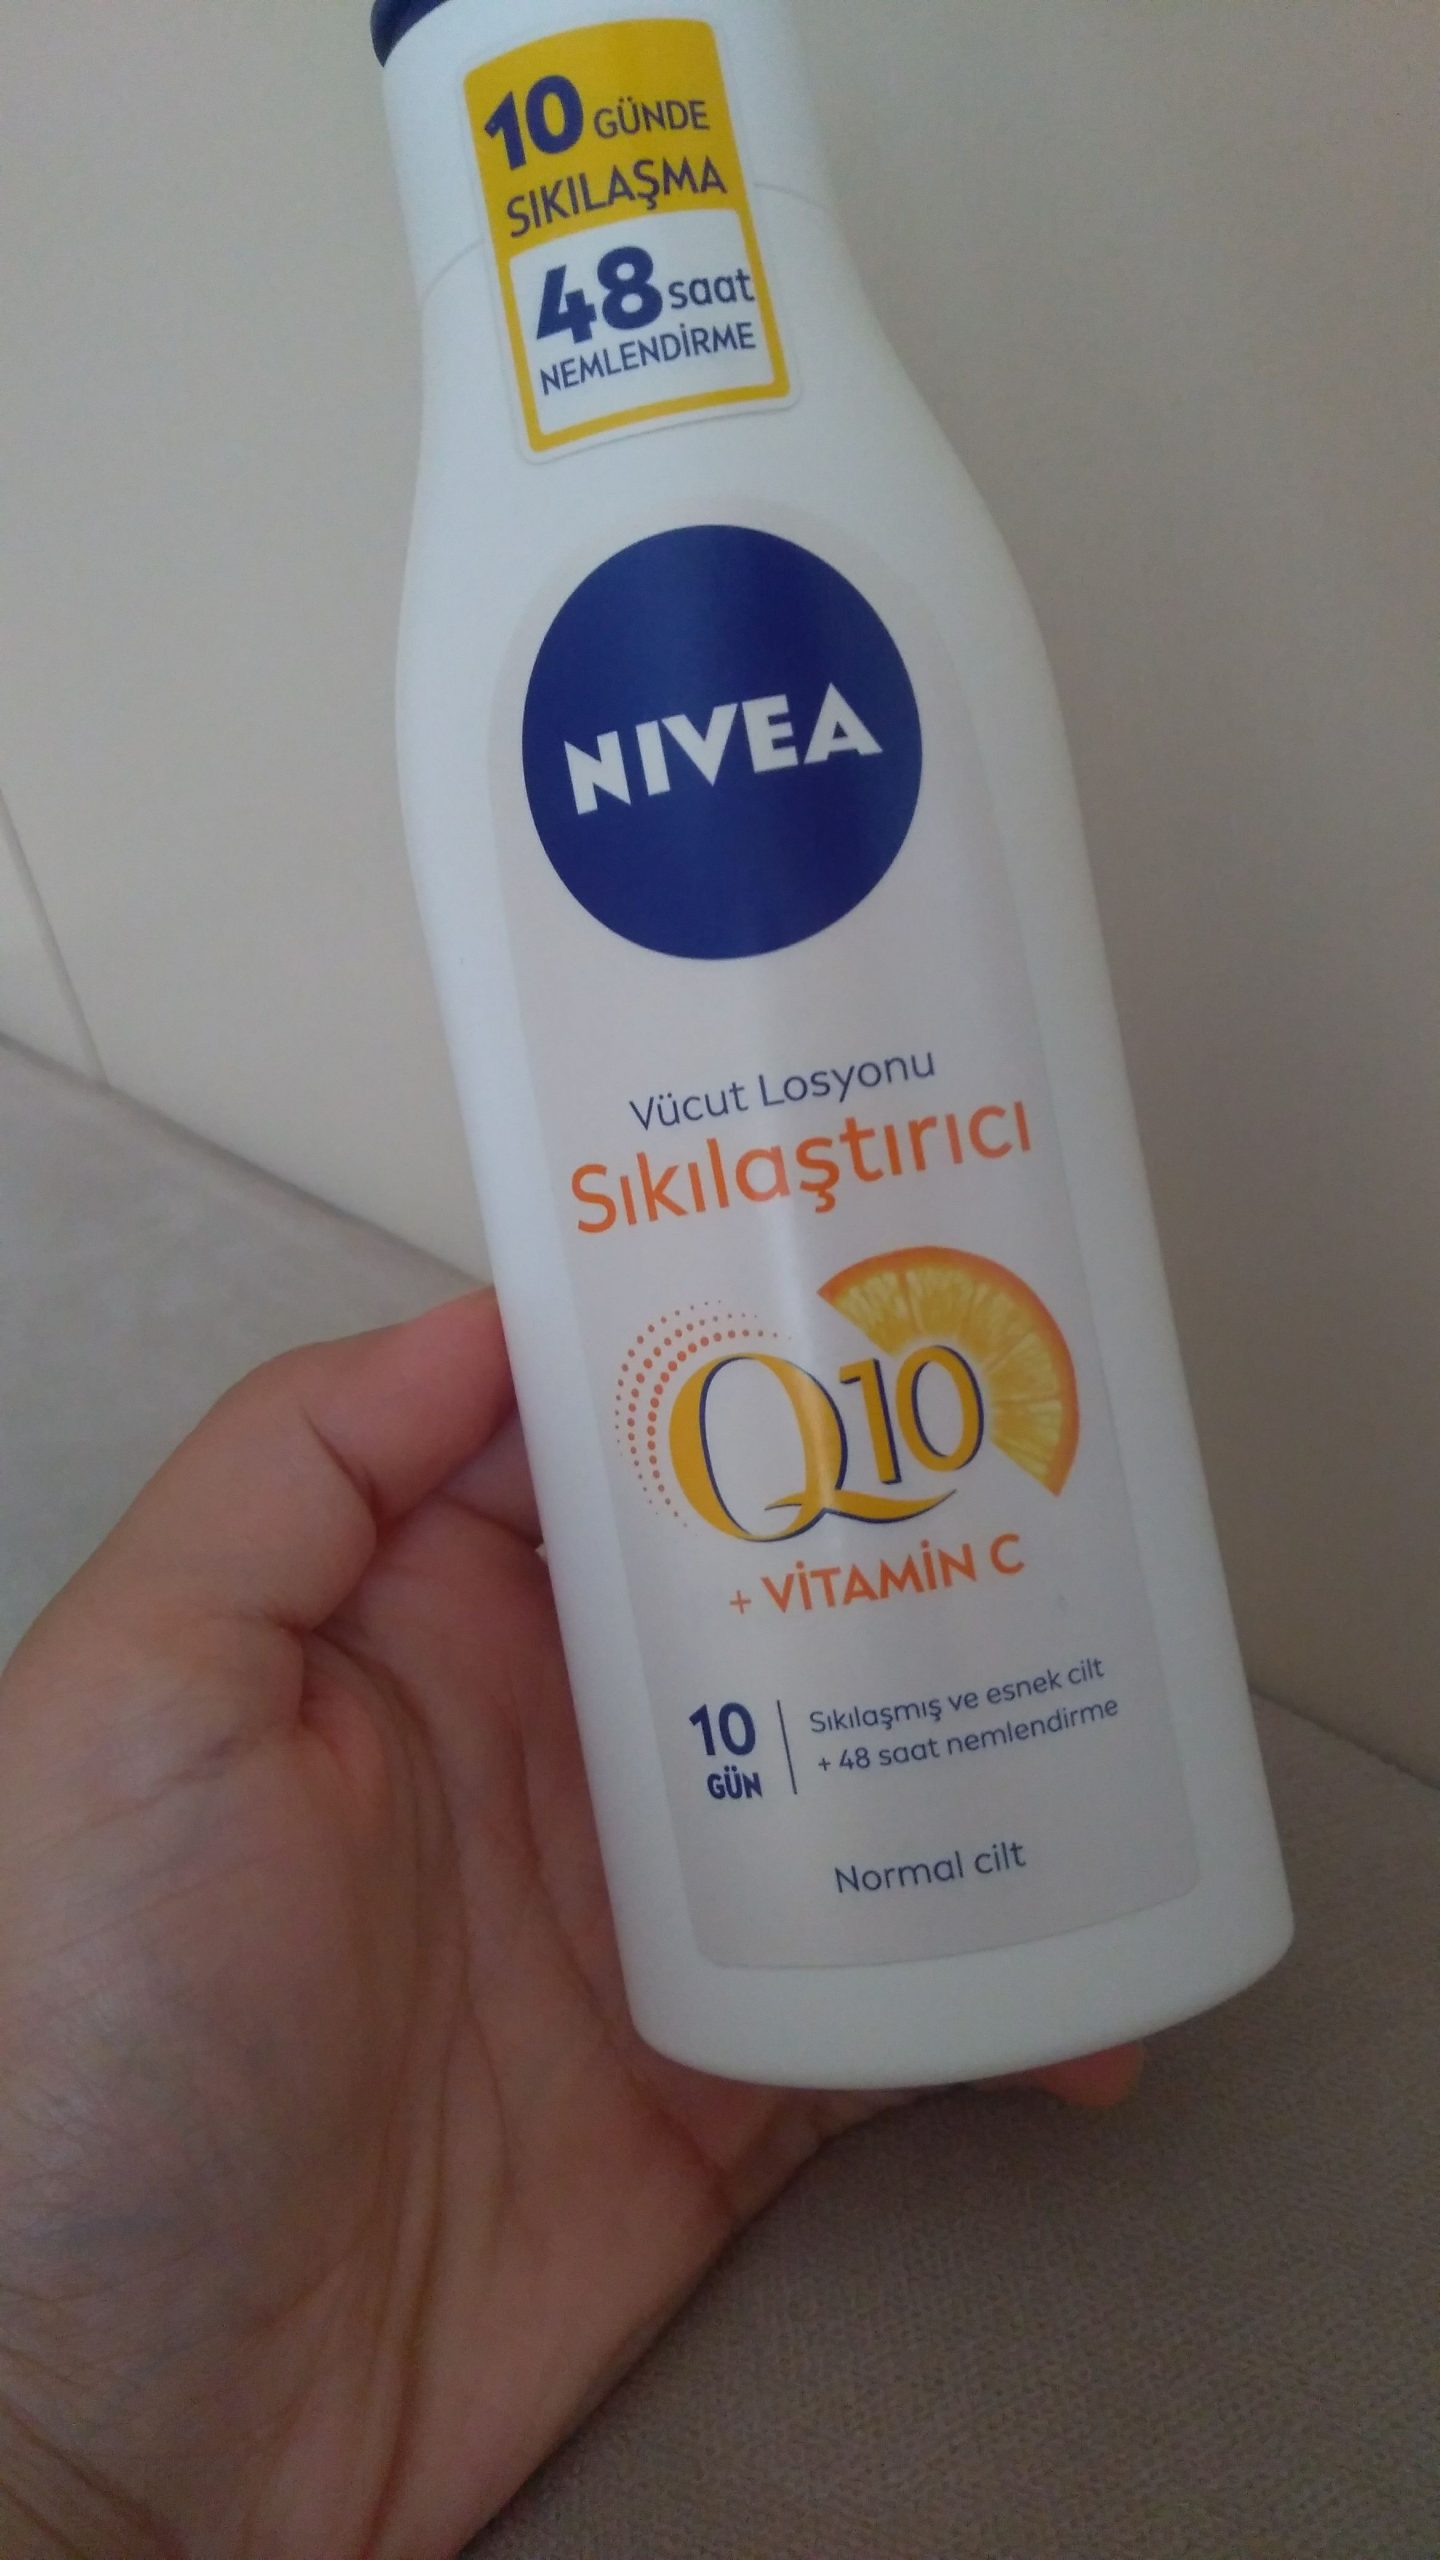 10 GÜNDE
SIKILAŞMA
48 saat
NEMLENDİRME
NIVEA
Vücut Losyonu
Sıkılaştırıcı
Q10
+ VİTAMİN C
10
GÜN
Sıkılaşmış ve esnek cilt
+ 48 saat nemlendirme
Normal cilt